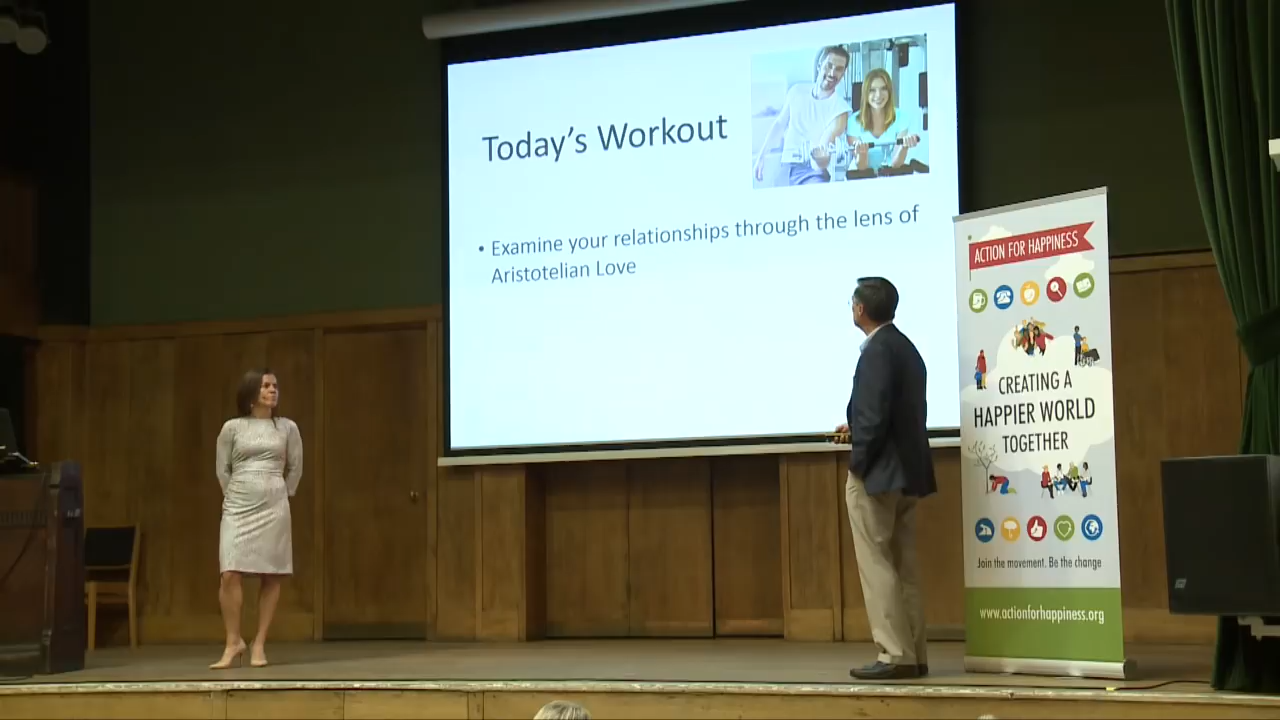 Today's Workout
• Examine your relationships through the lens of
Aristotelian Love
ACTION FOR HAPPINESS
CREATING A
HAPPIER WORLD
TOGETHER
Join the movement. Be the change
www.actionforhappiness.org